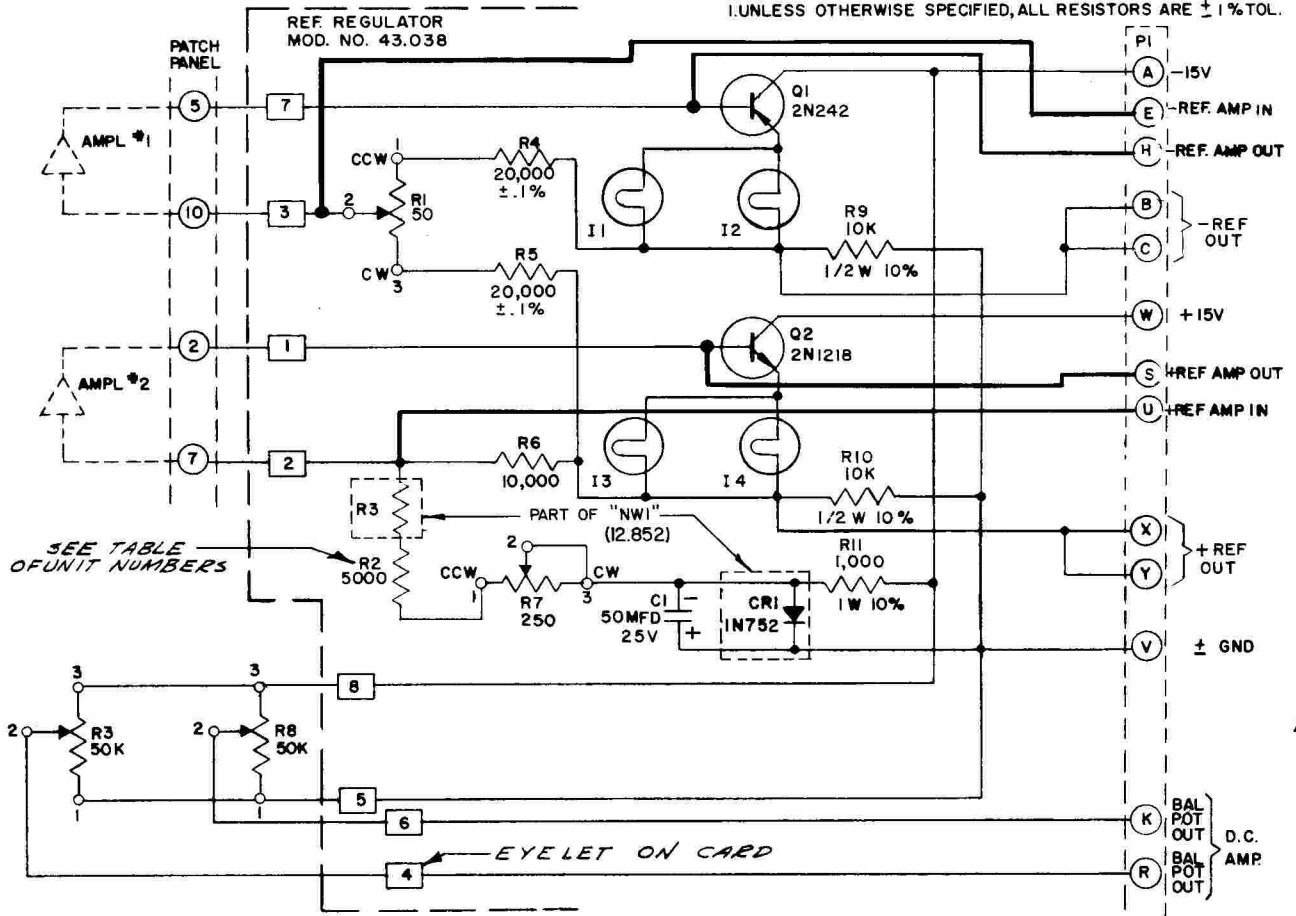 1.UNLESS OTHERWISE SPECIFIED, ALL RESISTORS ARE ± 1% TOL.
REF. REGULATOR
MOD. NO. 43.038
PATCH
PANEL
P1
A
-15V
Q1
2N242
5
7
E
-REF. AMP IN
AMPL #1
H
-REF. AMP OUT
CCW
1
R4
20,000
±.1%
10
3
2
R1
50
I1
I2
R9
10K
1/2 W 10%
B
C
-REF
OUT
CW
3
R5
20,000
±.1%
W
+15V
Q2
2N1218
2
1
S
+REF AMP OUT
AMPL #2
U
+REF AMP IN
7
2
R6
10,000
I3
I4
R10
10K
1/2 W 10%
R3
PART OF "NW1"
(12.852)
X
Y
+ REF
OUT
SEE TABLE
OF UNIT NUMBERS
R2
5000
2
CCW
1
R7
250
CW
3
C1
50MFD
25V
-
+
CR1
1N752
R11
1,000
1W 10%
V
± GND
3
3
8
2
R3
50K
2
R8
50K
1
1
5
6
K
BAL
POT
OUT
D.C.
AMP.
EYELET ON CARD
4
R
BAL
POT
OUT